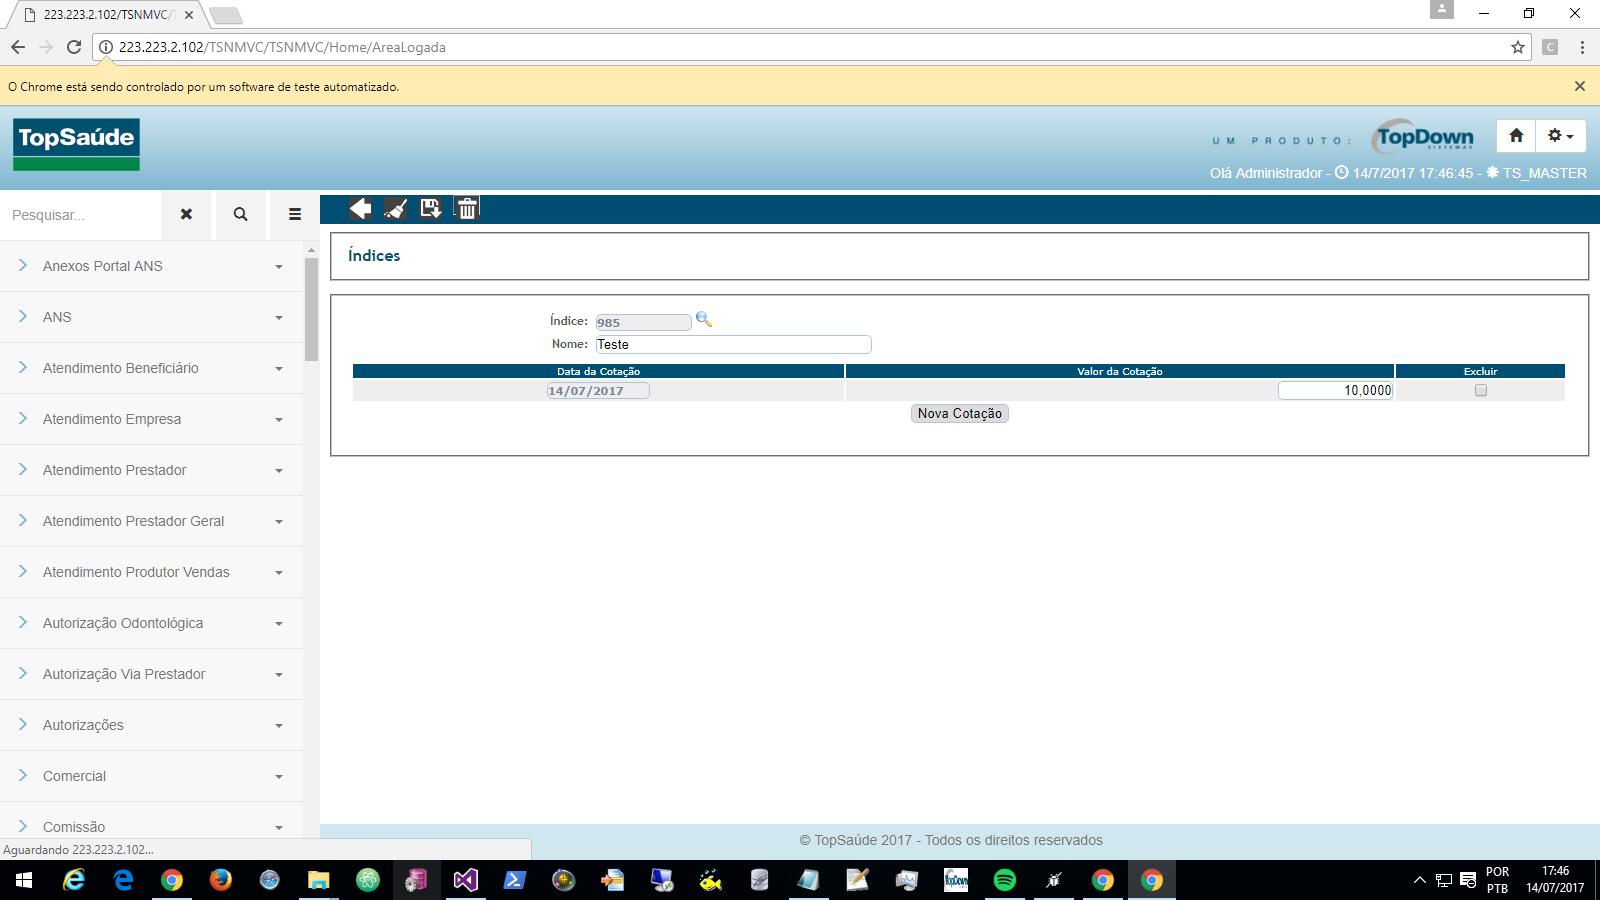 223.223.2.102/TSNMVC/T
223.223.2.102/TSNMVC/TSNMVC/Home/AreaLogada
C
O Chrome está sendo controlado por um software de teste automatizado.
TopSaúde
UM PRODUTO:
TopDown
SISTEMAS
Olá Administrador - 14/7/2017 17:46:45 - TS_MASTER
Pesquisar...
Índices
Anexos Portal ANS
ANS
Atendimento Beneficiário
Atendimento Empresa
Atendimento Prestador
Atendimento Prestador Geral
Atendimento Produtor Vendas
Autorização Odontológica
Autorização Via Prestador
Autorizações
Comercial
Comissão
Índice: 985
Nome: Teste
Data da Cotação Valor da Cotação Excluir
14/07/2017 10,0000
Nova Cotação
© TopSaúde 2017 - Todos os direitos reservados
Aguardando 223.223.2.102...
TopDown
POR
PTB
17:46
14/07/2017